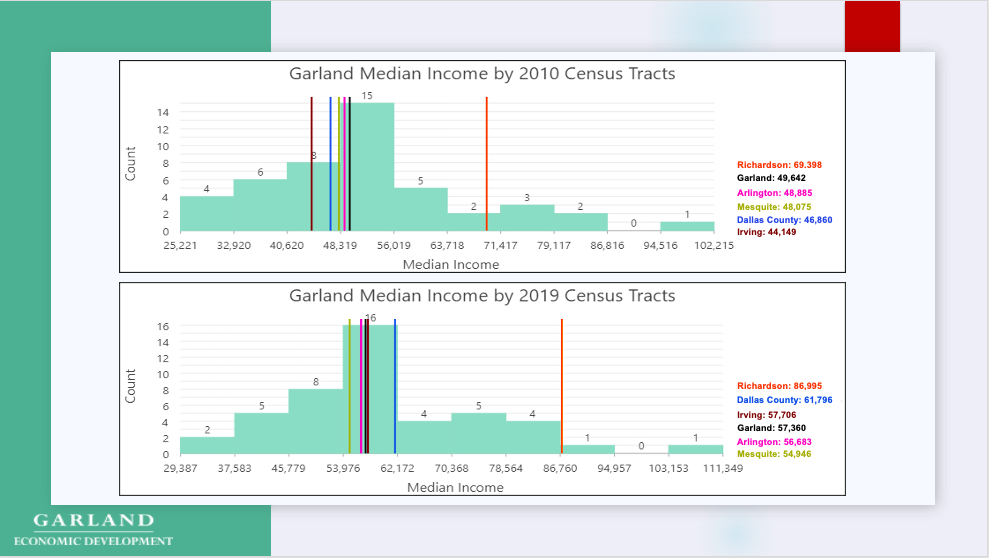 Garland Median Income by 2010 Census Tracts
Count
14
12
10
8
6
4
2
0
4
6
8
15
5
2
3
2
0
1
25,221 32,920 40,620 48,319 56,019 63,718 71,417 79,117 86,816 94,516 102,215
Median Income
Richardson: 69.398
Garland: 49,642
Arlington: 48,885
Mesquite: 48,075
Dallas County: 46,860
Irving: 44,149
Garland Median Income by 2019 Census Tracts
Count
16
14
12
10
8
6
4
2
0
2
5
8
16
4
5
4
1
0
1
29,387 37,583 45,779 53,976 62,172 70,368 78,564 86,760 94,957 103,153 111,349
Median Income
Richardson: 86,995
Dallas County: 61,796
Irving: 57,706
Garland: 57,360
Arlington: 56,683
Mesquite: 54,946
GARLAND
ECONOMIC DEVELOPMENT